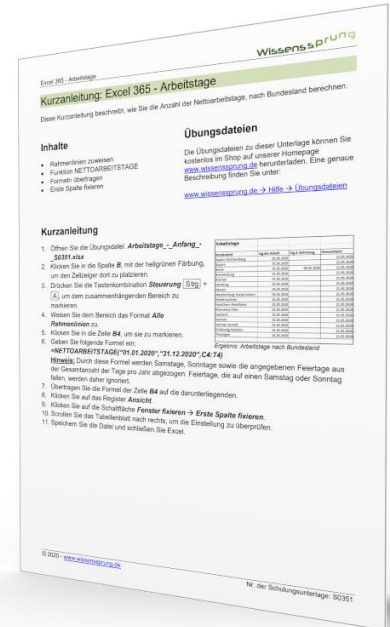 Wissenssprung
Excel 365 - Arbeitstage
Kurzanleitung: Excel 365 - Arbeitstage
Diese Kurzanleitung beschreibt, wie Sie die Anzahl der Nettoarbeitstage, nach Bundesland berechnen.
Inhalte
• Rahmenlinien zuweisen
• Funktion NETTOARBEITSTAGE
• Formeln übertragen
• Erste Spalte fixieren
Übungsdateien
Die Übungsdateien zu dieser Unterlage können Sie
kostenlos im Shop auf unserer Homepage
www.wissenssprung.de herunterladen. Eine genaue
Beschreibung finden Sie unter:
www.wissenssprung.de → Hilfe → Übungsdateien
Kurzanleitung
1. Öffnen Sie die Übungsdatei: Arbeitstage_-_Anfang_-
_S0351.xlsx
2. Klicken Sie in die Spalte B, mit der hellgrünen Färbung,
um den Zellzeiger dort zu platzieren.
3. Drücken Sie die Tastenkombination Steuerung Strg +
A, um dem zusammenhängenden Bereich zu
markieren.
4. Weisen Sie dem Bereich das Format Alle
Rahmenlinien zu.
5. Klicken Sie in die Zelle B4, um sie zu markieren.
6. Geben Sie folgende Formel ein:
=NETTOARBEITSTAGE("01.01.2020";"31.12.2020";C4:T4)
Hinweis: Durch diese Formel werden Samstage, Sonntage sowie die angegebenen Feiertage aus
der Gesamtanzahl der Tage pro Jahr abgezogen. Feiertage, die auf einen Samstag oder Sonntag
fallen, werden daher ignoriert.
7. Übertragen Sie die Formel der Zelle B4 auf die darunterliegenden.
8. Klicken Sie auf das Register Ansicht.
9. Klicken Sie auf die Schaltfläche Fenster fixieren → Erste Spalte fixieren.
10. Scrollen Sie das Tabellenblatt nach rechts, um die Einstellung zu überprüfen.
11. Speichern Sie die Datei und schließen Sie Excel.
Arbeitstage
Bundesland Tag der Arbeit
Ergebnis: Arbeitstage nach Bundesland
© 2020 - www.wissenssprung.de
Nr. der Schulungsunterlage: S0351